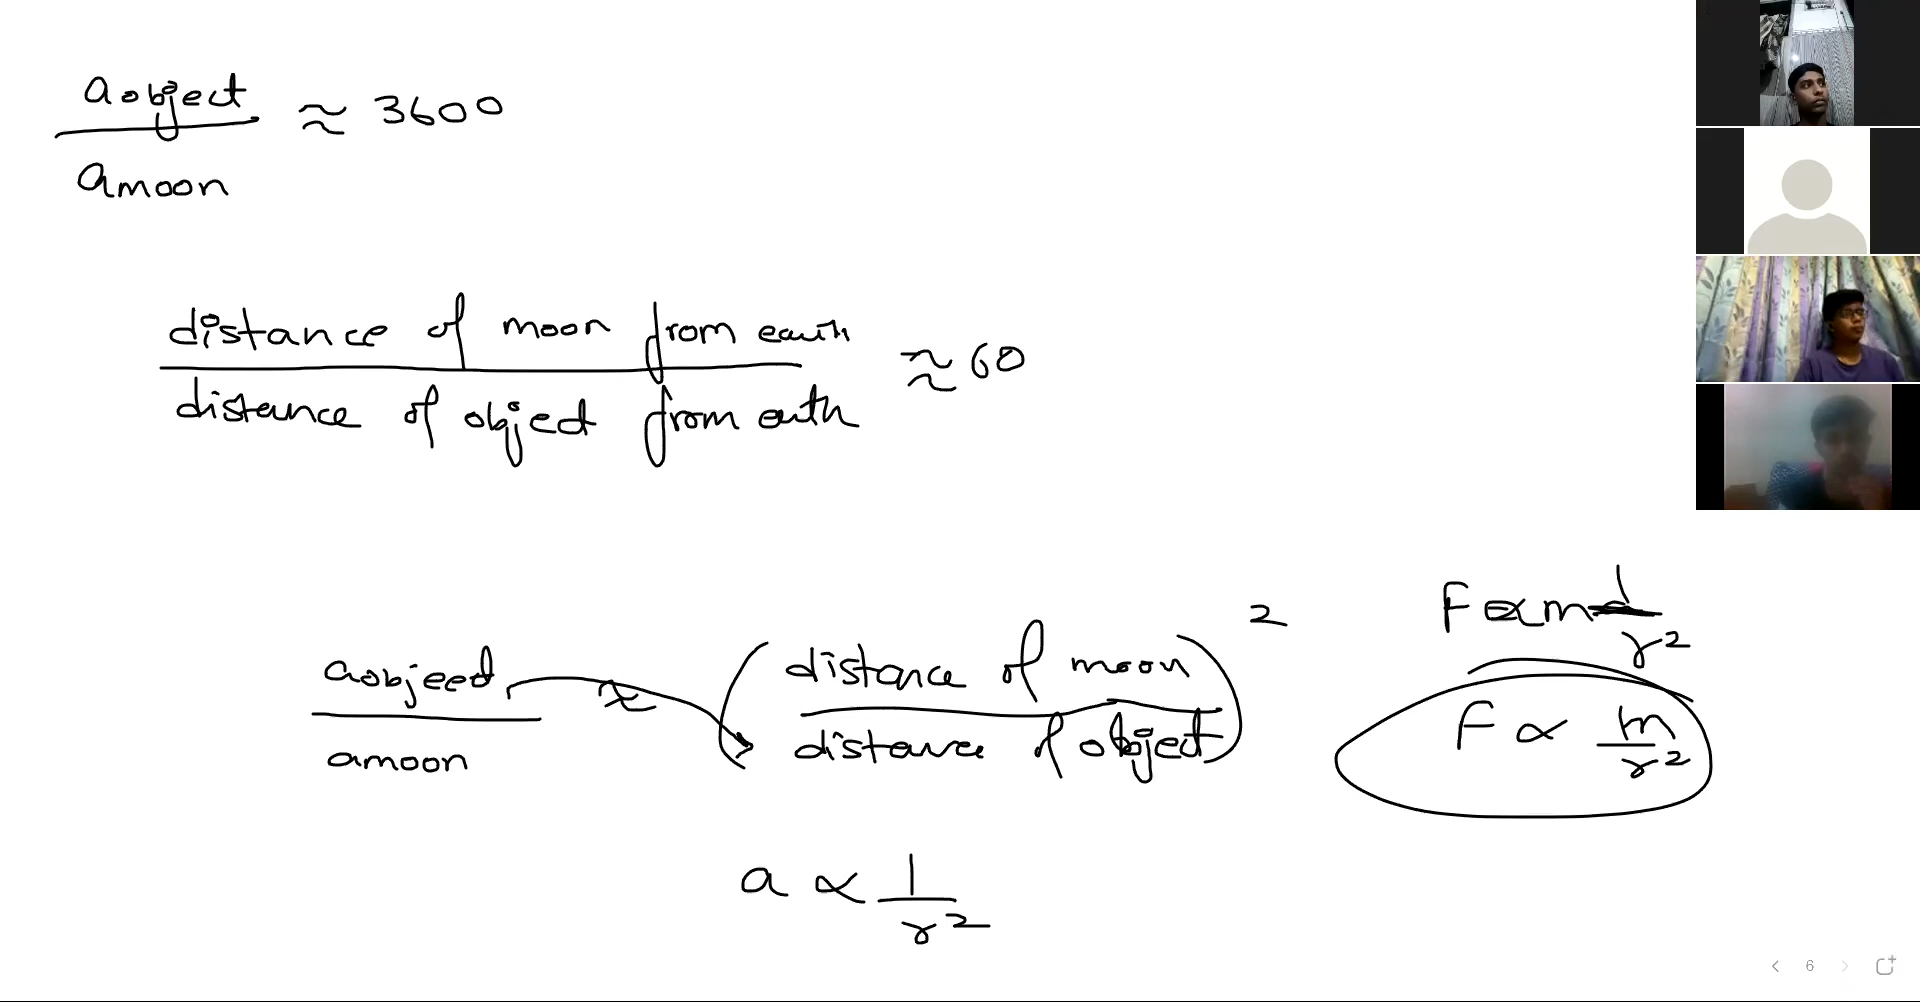 aobject
≈ 3600
amoon
distance of moon from earth
≈ 60
distance of object from earth
F ∝ m 1
r²
aobject ≈ (distance of moon)²
amoon distance of object
F ∝ m
r²
a ∝ 1
r²
6